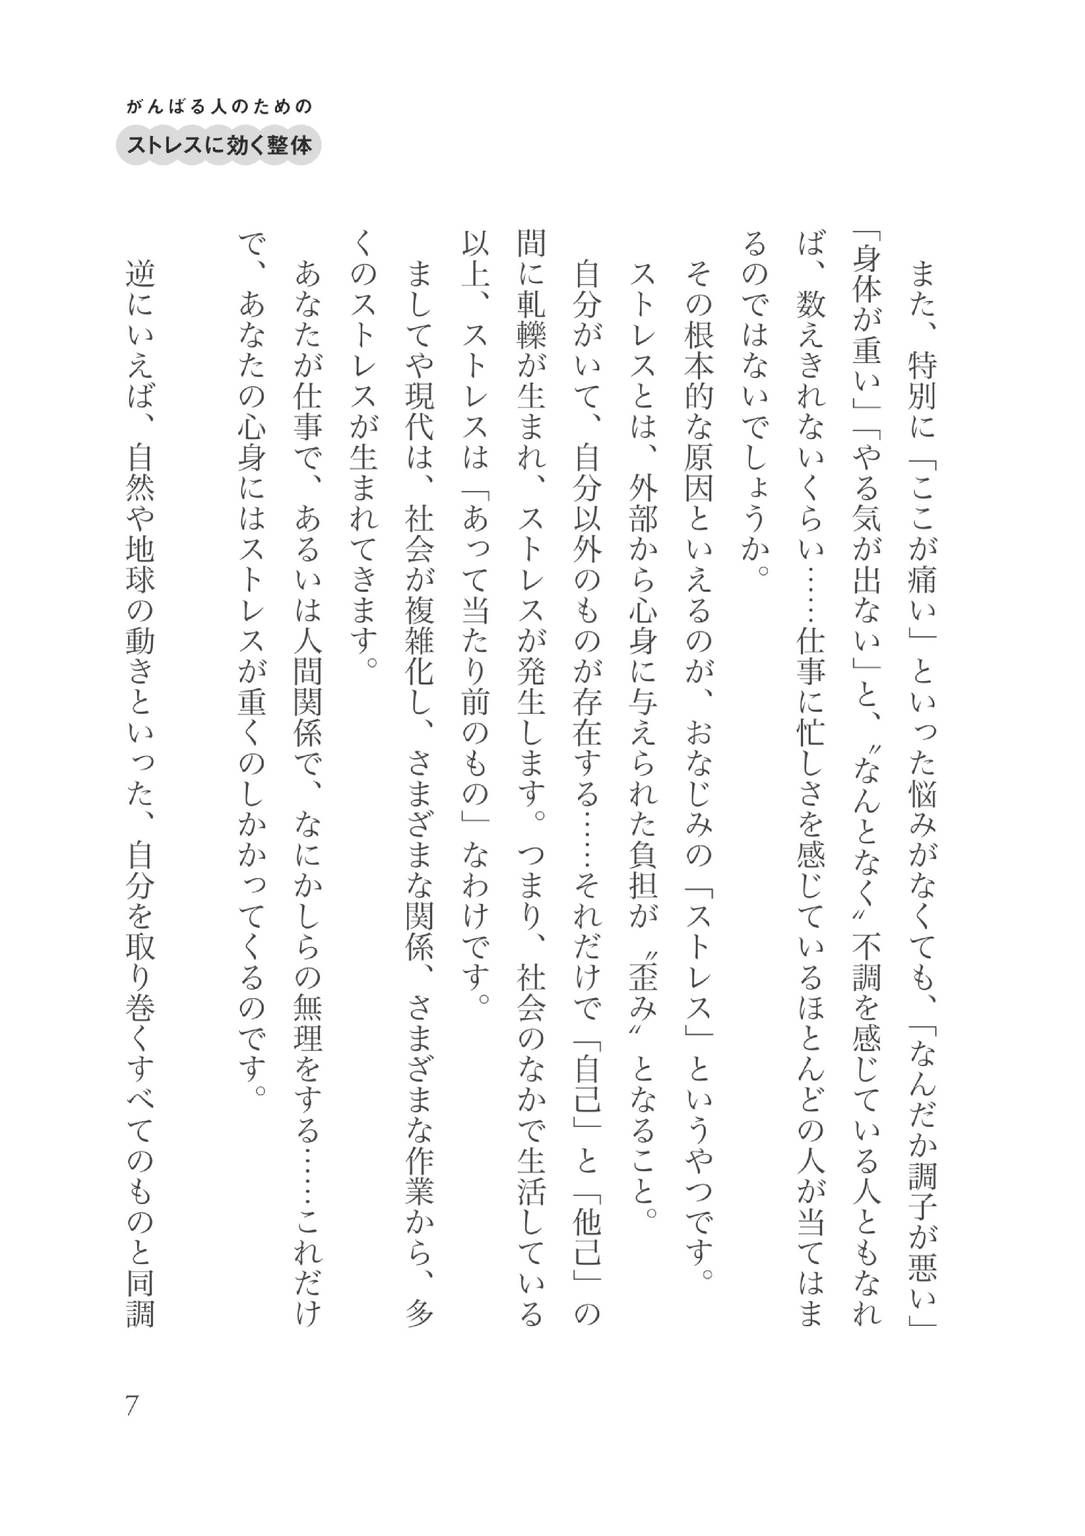 がんばる人のための
ストレスに効く整体
また、特別に「ここが痛い」といった悩みがなくても、「なんだか調子が悪い」
「身体が重い」「やる気が出ない」と、〝なんとなく〟不調を感じている人ともなれ
ば、数えきれないくらい……仕事に忙しさを感じているほとんどの人が当てはま
るのではないでしょうか。
その根本的な原因といえるのが、おなじみの「ストレス」というやつです。
ストレスとは、外部から心身に与えられた負担が〝歪み〟となること。
自分がいて、自分以外のものが存在する……それだけで「自己」と「他己」の
間に軋轢が生まれ、ストレスが発生します。つまり、社会のなかで生活している
以上、ストレスは「あって当たり前のもの」なわけです。
ましてや現代は、社会が複雑化し、さまざまな関係、さまざまな作業から、多
くのストレスが生まれてきます。
あなたが仕事で、あるいは人間関係で、なにかしらの無理をする……これだけ
で、あなたの心身にはストレスが重くのしかかってくるのです。
逆にいえば、自然や地球の動きといった、自分を取り巻くすべてのものと同調
7